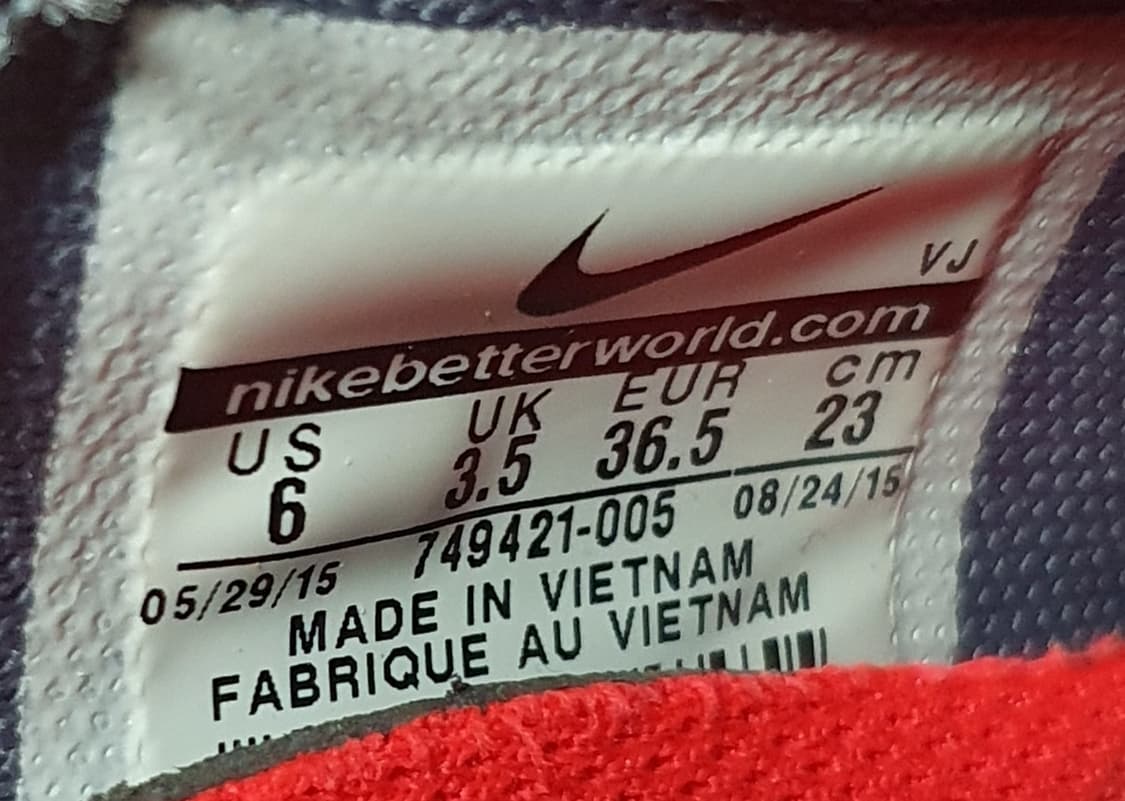 VJ
nikebetterworld.com
US UK EUR cm
6 3.5 36.5 23
05/29/15 749421-005 08/24/15
MADE IN VIETNAM
FABRIQUE AU VIETNAM